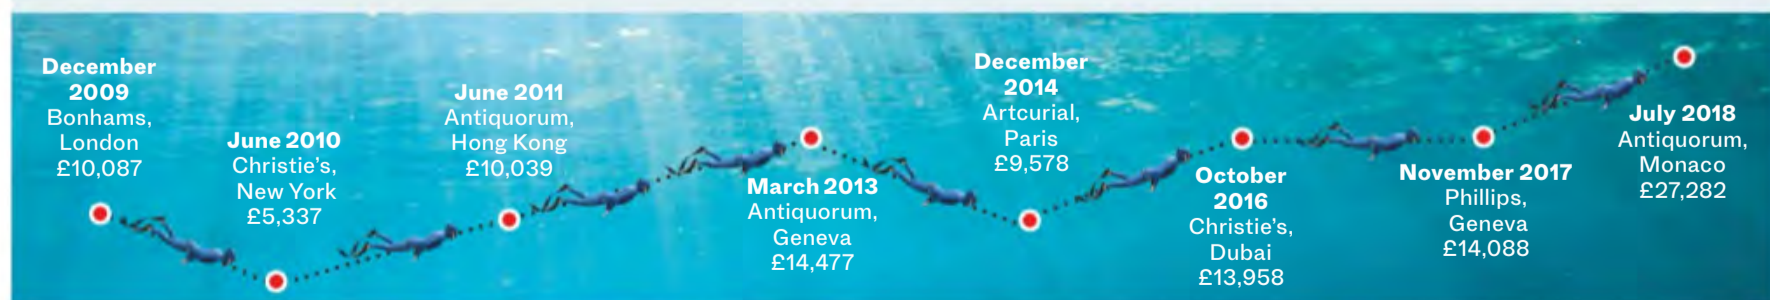 December
2009
Bonhams,
London
£10,087
June 2010
Christie's,
New York
£5,337
June 2011
Antiquorum,
Hong Kong
£10,039
March 2013
Antiquorum,
Geneva
£14,477
December
2014
Artcurial,
Paris
£9,578
October
2016
Christie's,
Dubai
£13,958
November 2017
Phillips,
Geneva
£14,088
July 2018
Antiquorum,
Monaco
£27,282